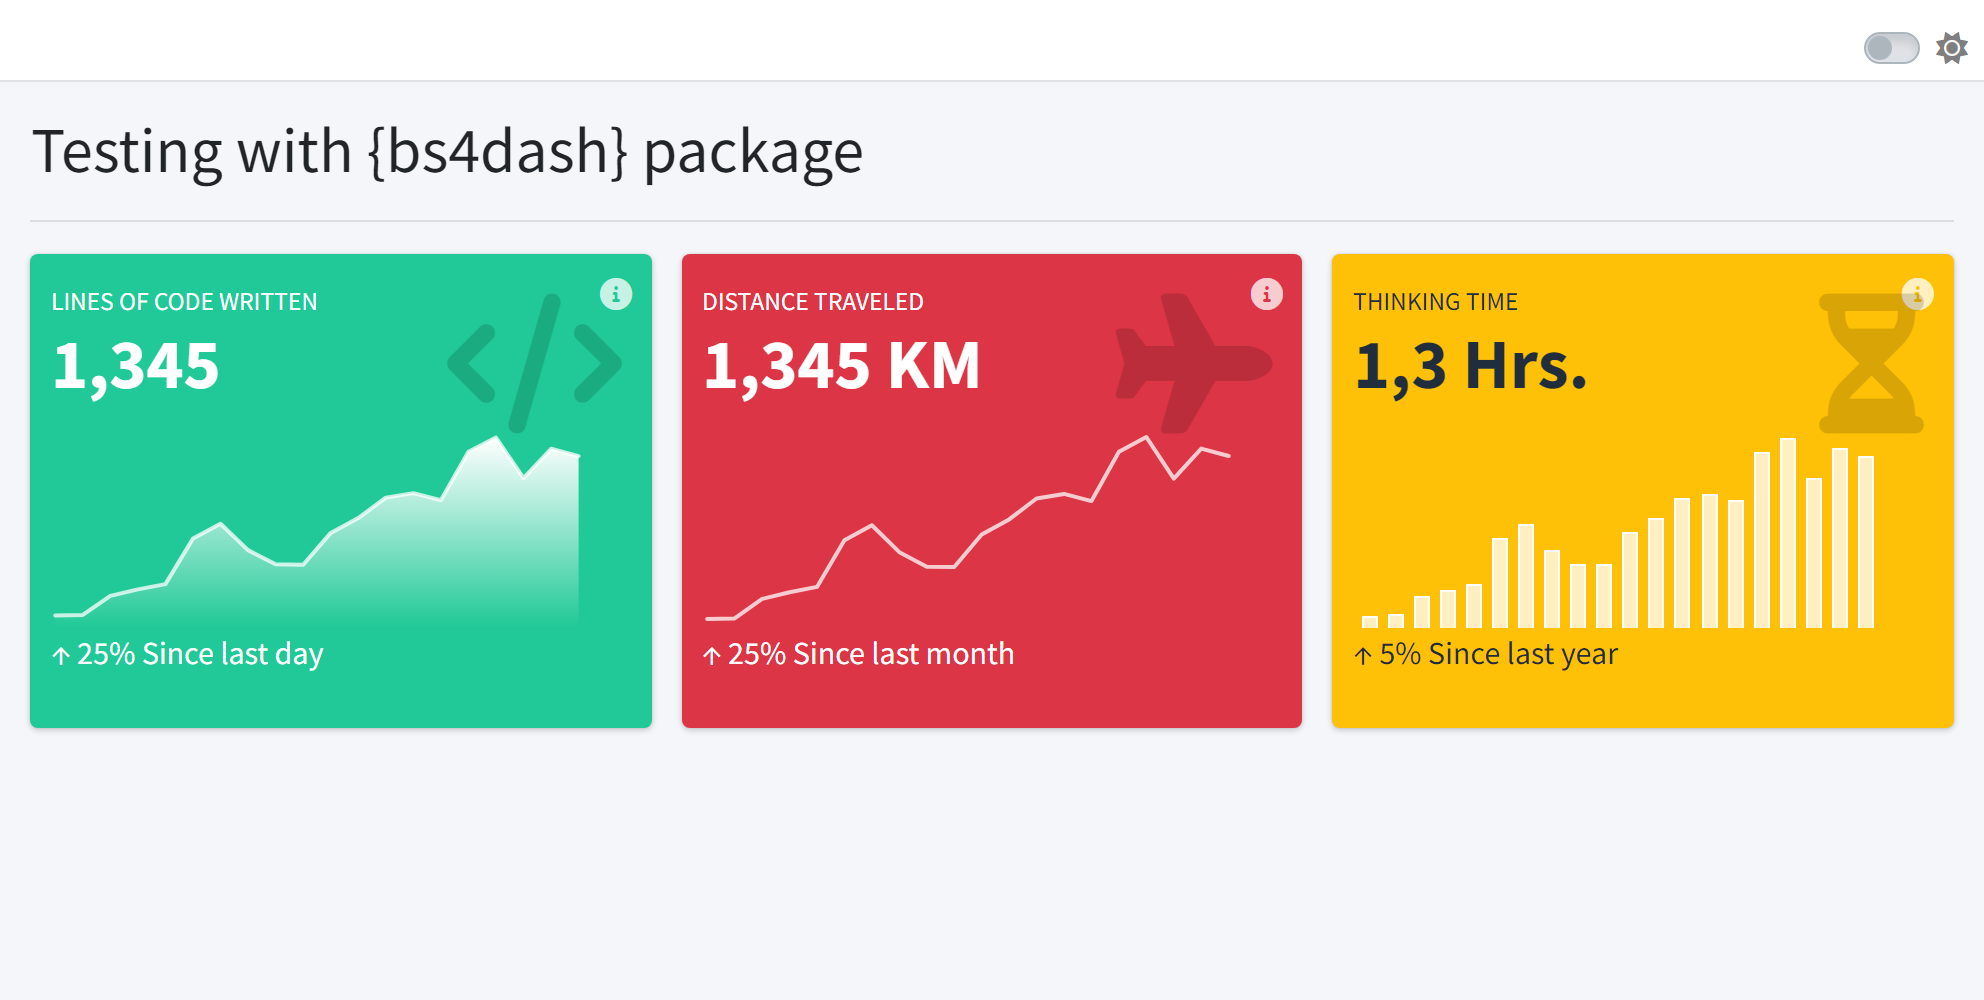 Testing with {bs4dash} package
LINES OF CODE WRITTEN
1,345
↑ 25% Since last day
DISTANCE TRAVELED
1,345 KM
↑ 25% Since last month
THINKING TIME
1,3 Hrs.
↑ 5% Since last year